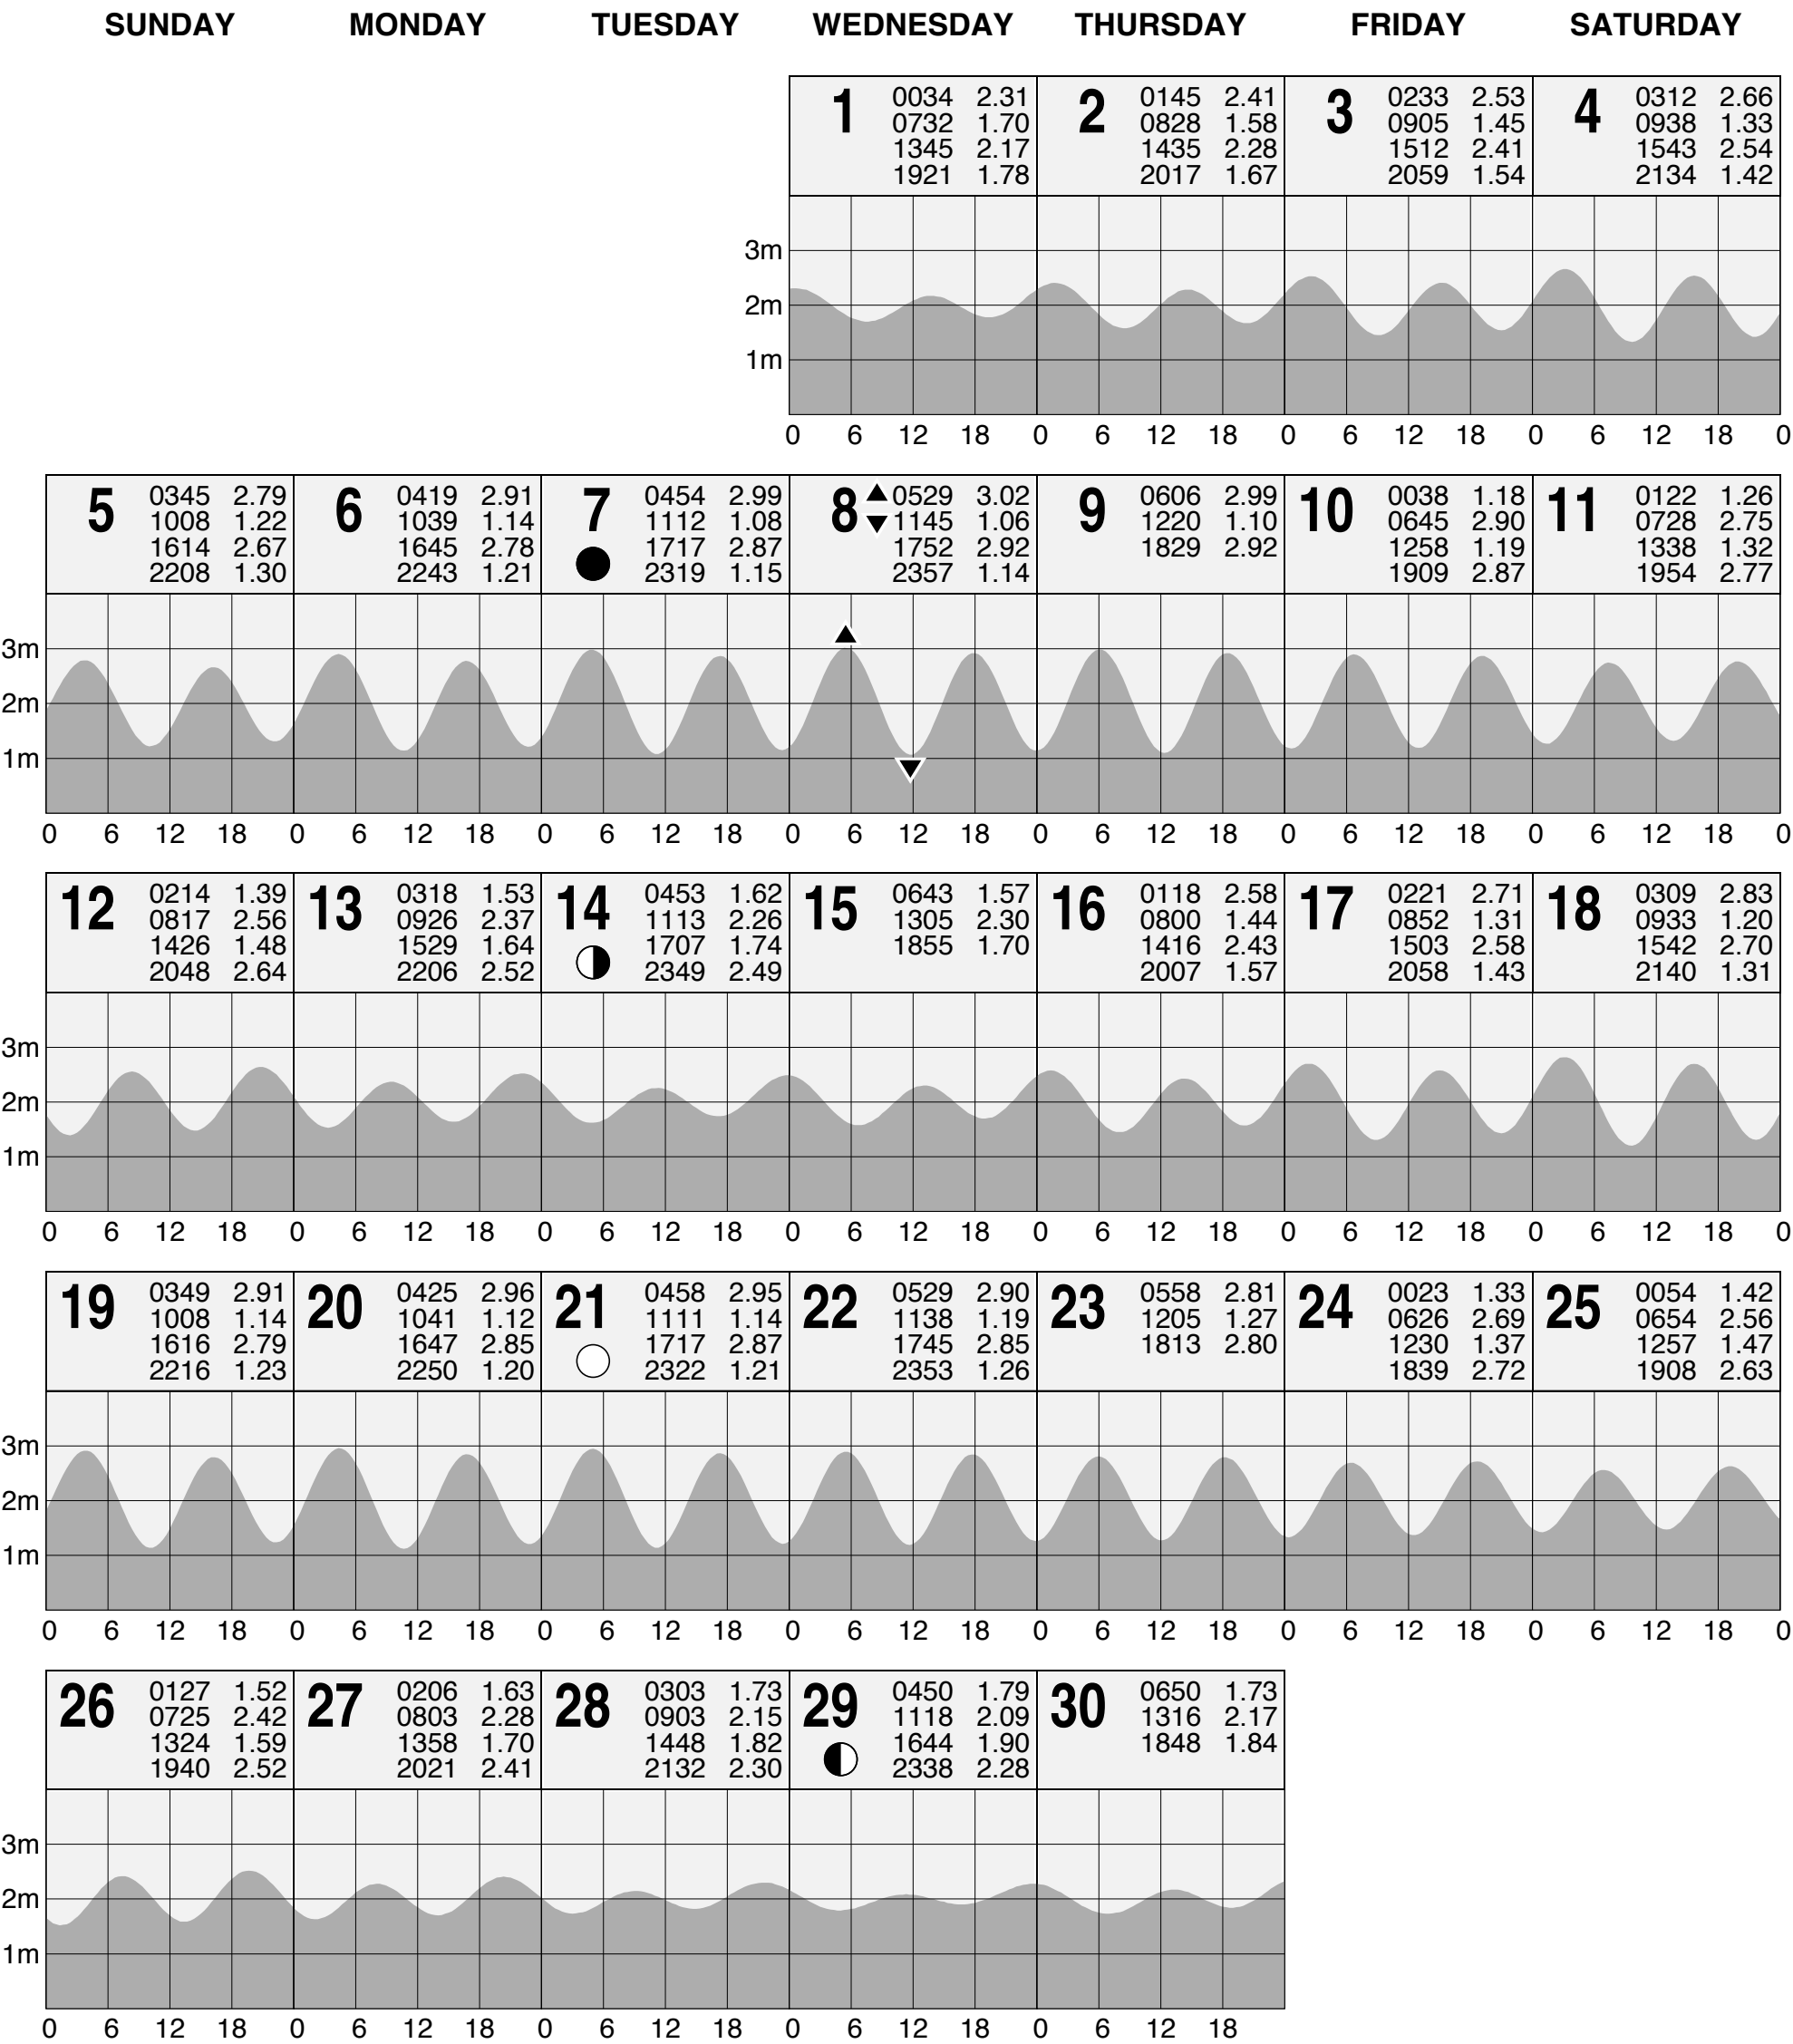 SUNDAY MONDAY TUESDAY WEDNESDAY THURSDAY FRIDAY SATURDAY
1 0034 2.31
0732 1.70
1345 2.17
1921 1.78
2 0145 2.41
0828 1.58
1435 2.28
2017 1.67
3 0233 2.53
0905 1.45
1512 2.41
2059 1.54
4 0312 2.66
0938 1.33
1543 2.54
2134 1.42
3m
2m
1m
0 6 12 18 0 6 12 18 0 6 12 18 0 6 12 18 0
5 0345 2.79
1008 1.22
1614 2.67
2208 1.30
6 0419 2.91
1039 1.14
1645 2.78
2243 1.21
7 0454 2.99
1112 1.08
1717 2.87
2319 1.15
8 0529 3.02
1145 1.06
1752 2.92
2357 1.14
9 0606 2.99
1220 1.10
1829 2.92
10 0038 1.18
0645 2.90
1258 1.19
1909 2.87
11 0122 1.26
0728 2.75
1338 1.32
1954 2.77
3m
2m
1m
0 6 12 18 0 6 12 18 0 6 12 18 0 6 12 18 0 6 12 18 0 6 12 18 0 6 12 18 0
12 0214 1.39
0817 2.56
1426 1.48
2048 2.64
13 0318 1.53
0926 2.37
1529 1.64
2206 2.52
14 0453 1.62
1113 2.26
1707 1.74
2349 2.49
15 0643 1.57
1305 2.30
1855 1.70
16 0118 2.58
0800 1.44
1416 2.43
2007 1.57
17 0221 2.71
0852 1.31
1503 2.58
2058 1.43
18 0309 2.83
0933 1.20
1542 2.70
2140 1.31
3m
2m
1m
0 6 12 18 0 6 12 18 0 6 12 18 0 6 12 18 0 6 12 18 0 6 12 18 0 6 12 18 0
19 0349 2.91
1008 1.14
1616 2.79
2216 1.23
20 0425 2.96
1041 1.12
1647 2.85
2250 1.20
21 0458 2.95
1111 1.14
1717 2.87
2322 1.21
22 0529 2.90
1138 1.19
1745 2.85
2353 1.26
23 0558 2.81
1205 1.27
1813 2.80
24 0023 1.33
0626 2.69
1230 1.37
1839 2.72
25 0054 1.42
0654 2.56
1257 1.47
1908 2.63
3m
2m
1m
0 6 12 18 0 6 12 18 0 6 12 18 0 6 12 18 0 6 12 18 0 6 12 18 0 6 12 18 0
26 0127 1.52
0725 2.42
1324 1.59
1940 2.52
27 0206 1.63
0803 2.28
1358 1.70
2021 2.41
28 0303 1.73
0903 2.15
1448 1.82
2132 2.30
29 0450 1.79
1118 2.09
1644 1.90
2338 2.28
30 0650 1.73
1316 2.17
1848 1.84
3m
2m
1m
0 6 12 18 0 6 12 18 0 6 12 18 0 6 12 18 0 6 12 18